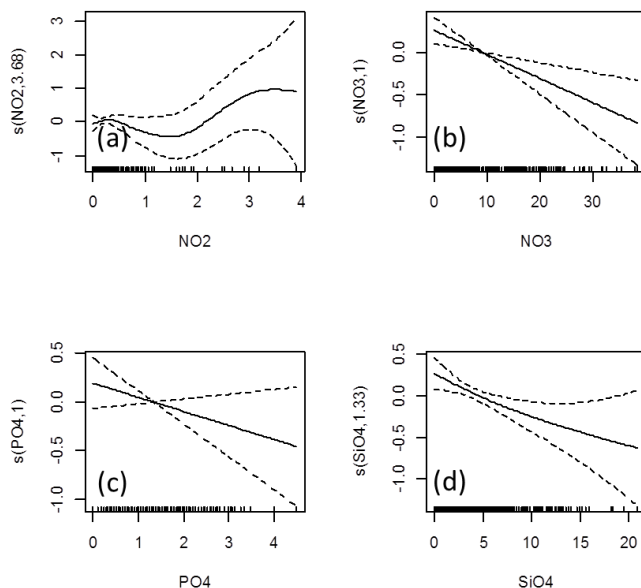 s(NO2,3.68)
3
2
1
0
-1
(a)
0 1 2 3 4
NO2
s(NO3,1)
0.0
-0.5
-1.0
(b)
0 10 20 30
NO3
s(PO4,1)
0.5
0.0
-0.5
-1.0
(c)
0 1 2 3 4
PO4
s(SiO4,1.33)
0.5
0.0
-0.5
-1.0
(d)
0 5 10 15 20
SiO4